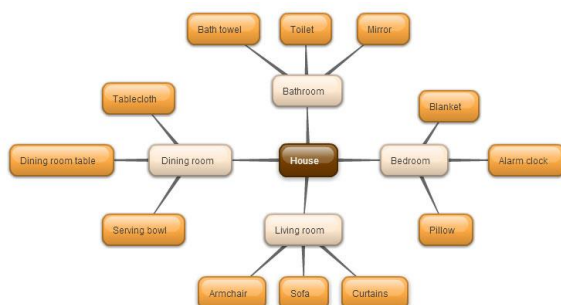 Bath towel
Toilet
Mirror
Bathroom
Tablecloth
Blanket
Dining room table
Dining room
House
Bedroom
Alarm clock
Serving bowl
Living room
Pillow
Armchair
Sofa
Curtains